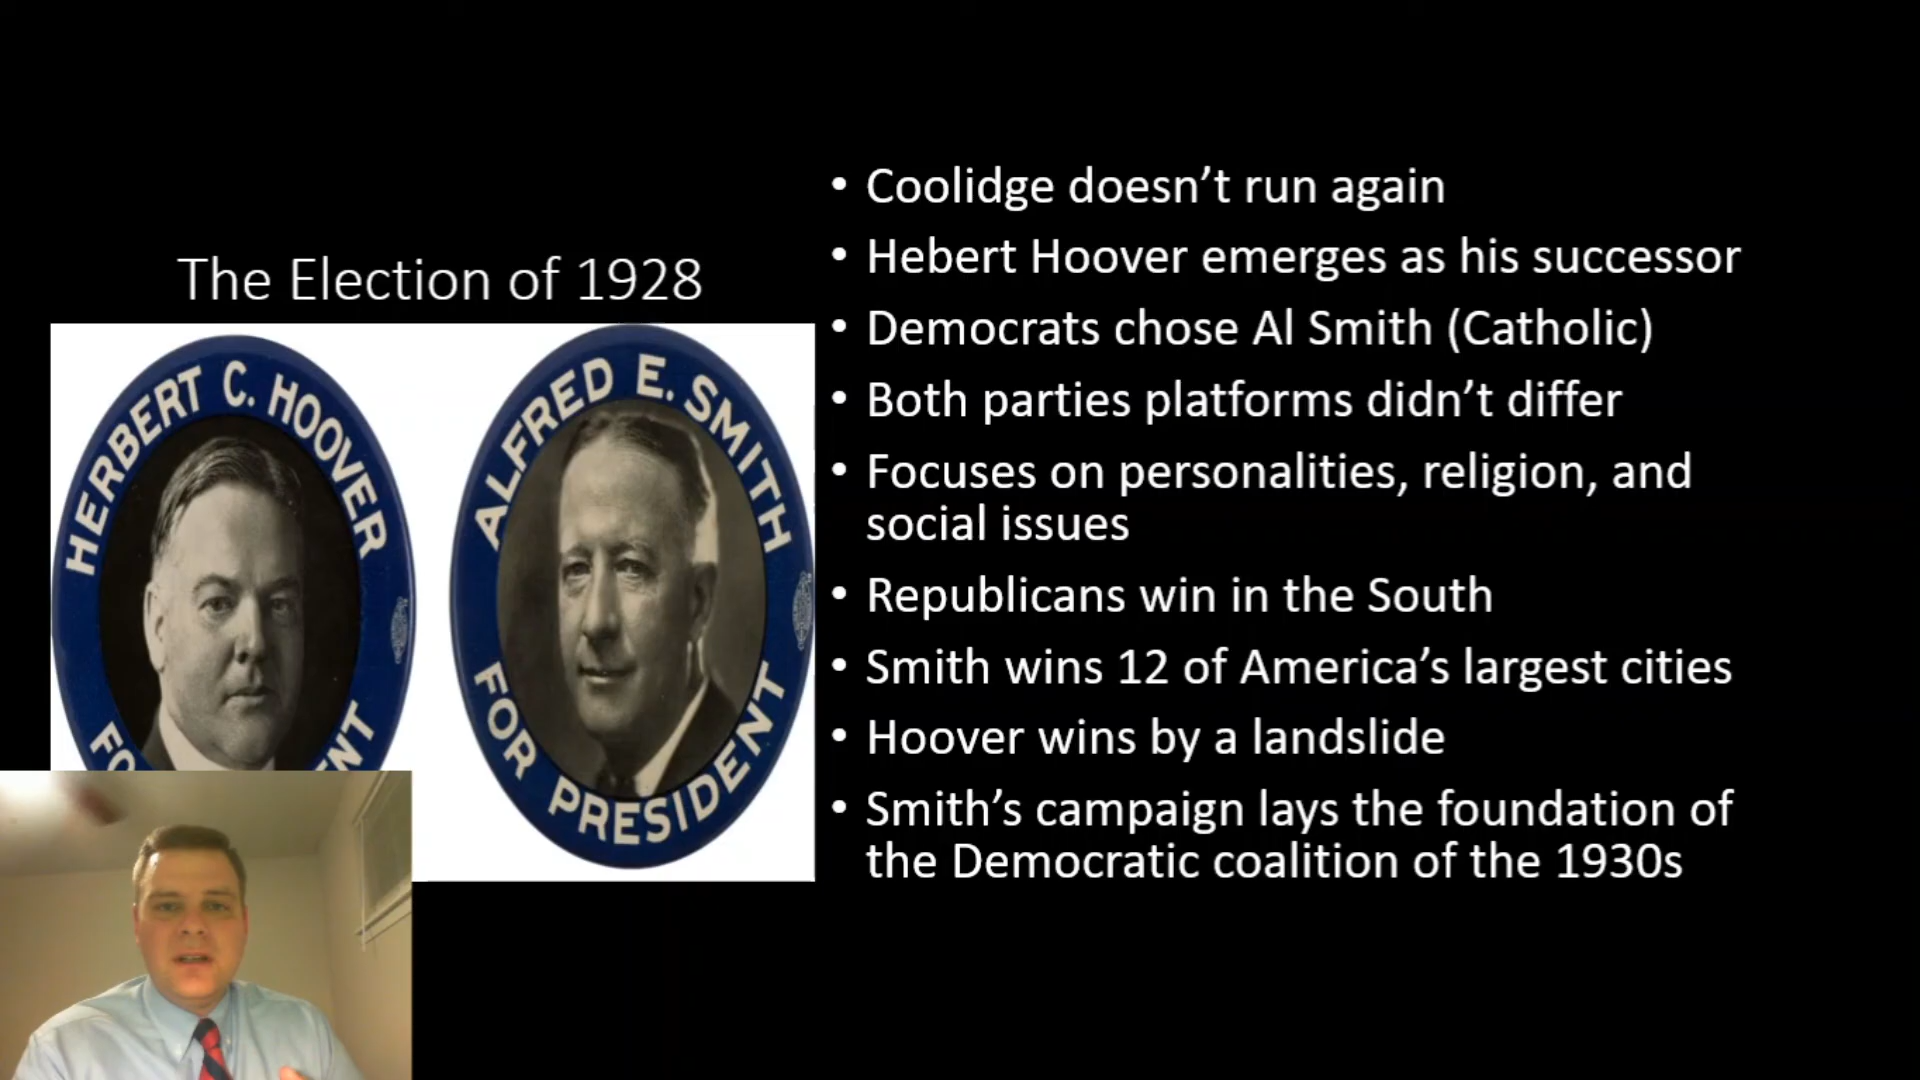 The Election of 1928
HERBERT C. HOOVER
ALFRED E. SMITH
FOR PRESIDENT
• Coolidge doesn’t run again
• Hebert Hoover emerges as his successor
• Democrats chose Al Smith (Catholic)
• Both parties platforms didn’t differ
• Focuses on personalities, religion, and
social issues
• Republicans win in the South
• Smith wins 12 of America’s largest cities
• Hoover wins by a landslide
• Smith’s campaign lays the foundation of
the Democratic coalition of the 1930s